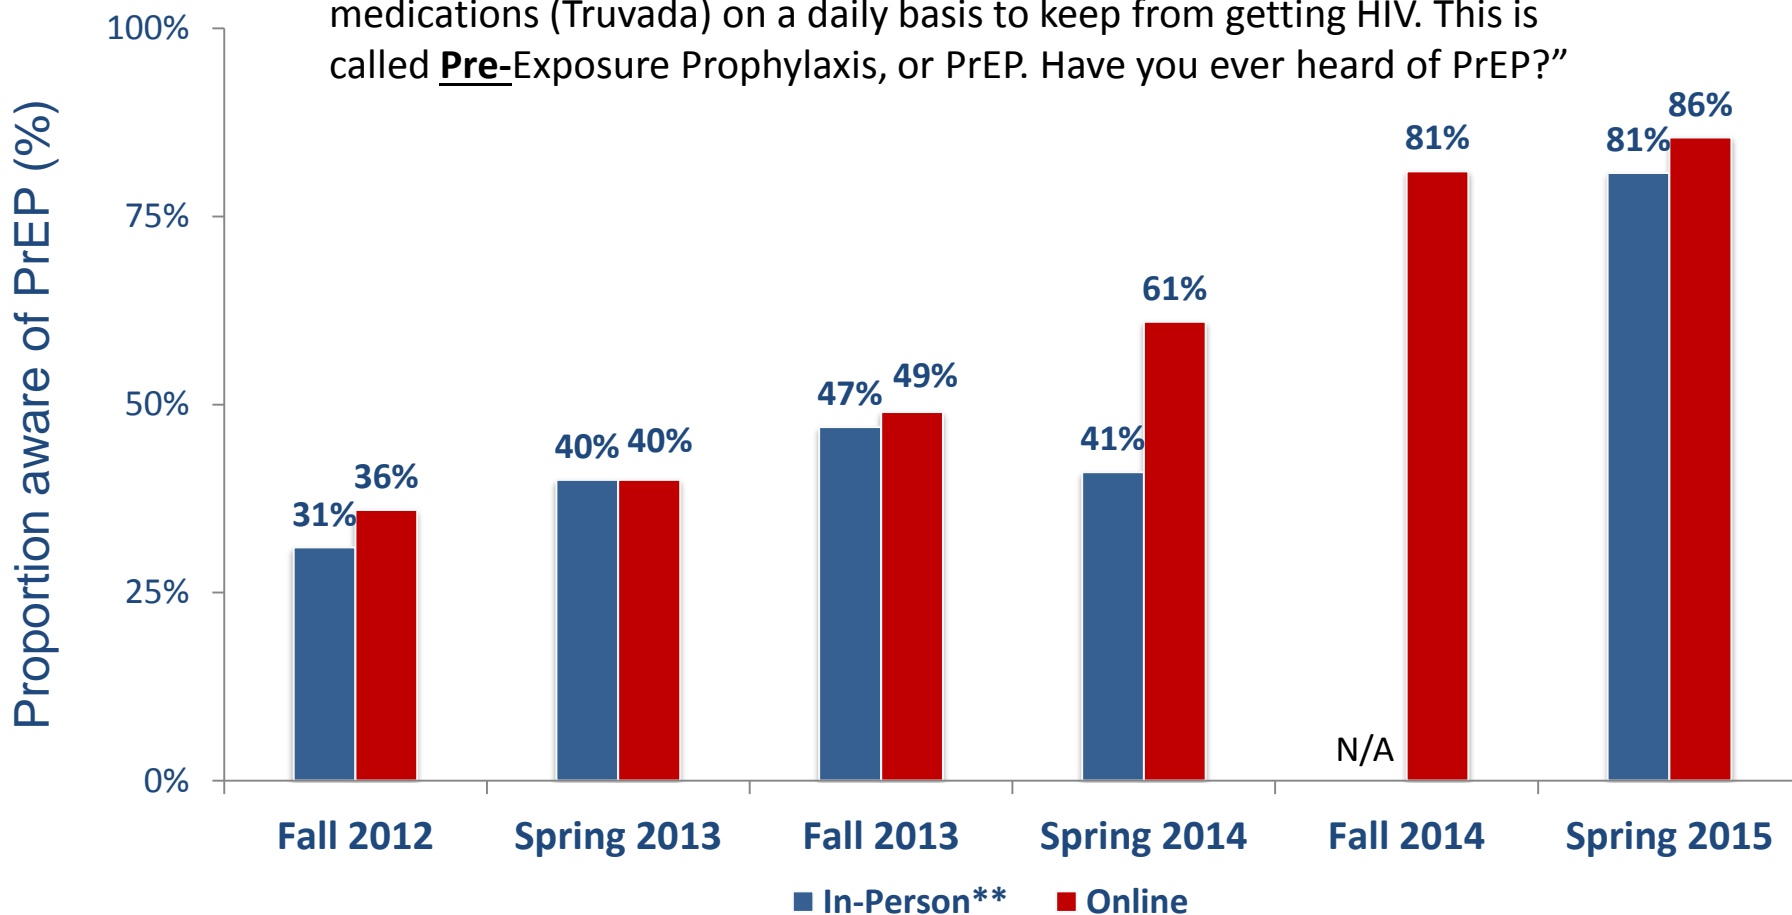 medications (Truvada) on a daily basis to keep from getting HIV. This is
called Pre-Exposure Prophylaxis, or PrEP. Have you ever heard of PrEP?”
Proportion aware of PrEP (%)
100%
75%
50%
25%
0%
31%
36%
40%
40%
47%
49%
41%
61%
N/A
81%
81%
86%
Fall 2012
Spring 2013
Fall 2013
Spring 2014
Fall 2014
Spring 2015
In-Person**
Online